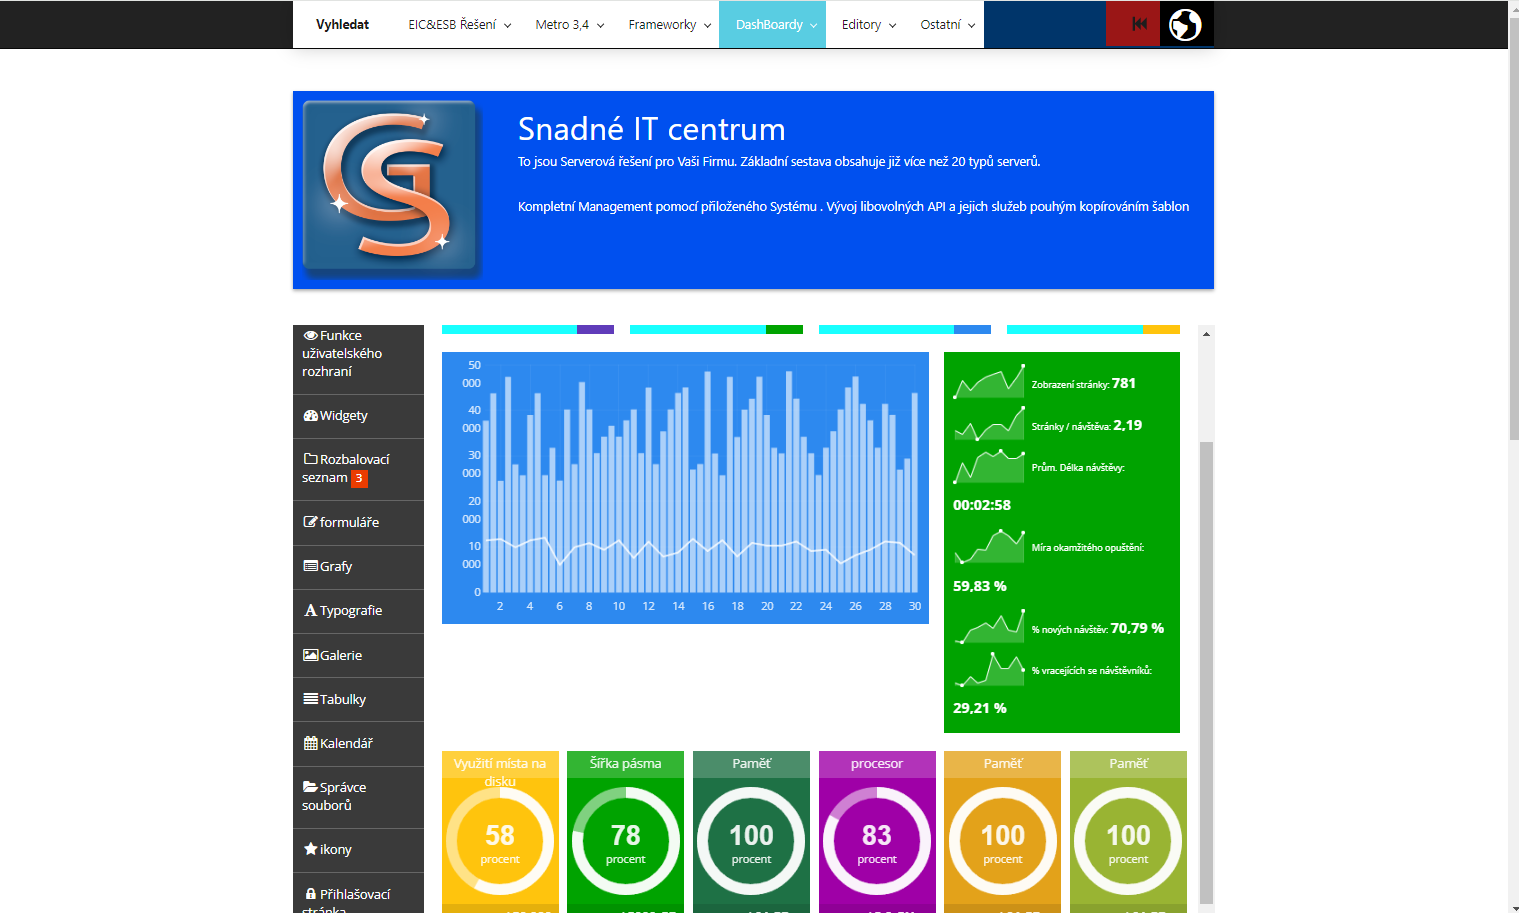 Vyhledat EIC&ESB Řešení Metro 3,4 Frameworky DashBoardy Editory Ostatní
Snadné IT centrum
To jsou Serverová řešení pro Vaši Firmu. Základní sestava obsahuje již více než 20 typů serverů.
Kompletní Management pomocí přiloženého Systému . Vývoj libovolných API a jejich služeb pouhým kopírováním šablon
Funkce
uživatelského
rozhraní
Widgety
Rozbalovací
seznam 3
formuláře
Grafy
Typografie
Galerie
Tabulky
Kalendář
Správce
souborů
ikony
Přihlašovací
stránka
50
000
40
000
30
000
20
000
10
000
0
2 4 6 8 10 12 14 16 18 20 22 24 26 28 30
Zobrazení stránky: 781
Stránky / návštěva: 2,19
Prům. Délka návštěvy:
00:02:58
Míra okamžitého opuštění:
59,83 %
% nových návštěv: 70,79 %
% vracejících se návštěvníků:
29,21 %
Využití místa na
disku
58
procent
Šířka pásma
78
procent
Paměť
100
procent
procesor
83
procent
Paměť
100
procent
Paměť
100
procent